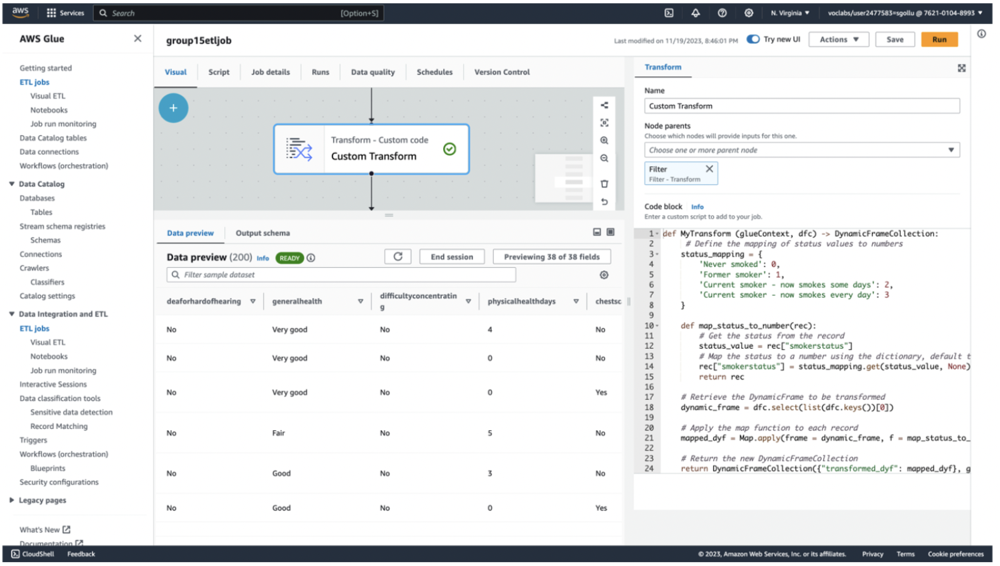 aws
Services
Search
[Option+S]
N. Virginia
voclabs/user2477583=sgollu @ 7621-0104-8993
AWS Glue
Getting started
ETL jobs
Visual ETL
Notebooks
Job run monitoring
Data Catalog tables
Data connections
Workflows (orchestration)
Data Catalog
Databases
Tables
Stream schema registries
Schemas
Connections
Crawlers
Classifiers
Catalog settings
Data Integration and ETL
ETL jobs
Visual ETL
Notebooks
Job run monitoring
Interactive Sessions
Data classification tools
Sensitive data detection
Record Matching
Triggers
Workflows (orchestration)
Blueprints
Security configurations
Legacy pages
What's New
Documentation
group15etljob
Last modified on 11/19/2023, 8:46:01 PM
Try new UI
Actions
Save
Run
Visual
Script
Job details
Runs
Data quality
Schedules
Version Control
Transform - Custom code
Custom Transform
Data preview
Output schema
Data preview (200) Info READY
End session
Previewing 38 of 38 fields
Filter sample dataset
deaforhardofhearing generalhealth difficultyconcentratin physicalhealthdays chestsc
g
No Very good No 4 No
No Very good No 0 No
No Very good No 0 Yes
No Fair No 5 No
No Good No 3 No
No Good No 0 Yes
Transform
Name
Custom Transform
Node parents
Choose which nodes will provide inputs for this one.
Choose one or more parent node
Filter
Filter - Transform
Code block Info
Enter a custom script to add to your job.
1 def MyTransform (glueContext, dfc) -> DynamicFrameCollection:
2 # Define the mapping of status values to numbers
3 status_mapping = {
4 'Never smoked': 0,
5 'Former smoker': 1,
6 'Current smoker - now smokes some days': 2,
7 'Current smoker - now smokes every day': 3
8 }
9
10 def map_status_to_number(rec):
11 # Get the status from the record
12 status_value = rec["smokerstatus"]
13 # Map the status to a number using the dictionary, default t
14 rec["smokerstatus"] = status_mapping.get(status_value, None)
15 return rec
16
17 # Retrieve the DynamicFrame to be transformed
18 dynamic_frame = dfc.select(list(dfc.keys())[0])
19
20 # Apply the map function to each record
21 mapped_dyf = Map.apply(frame = dynamic_frame, f = map_status_to_
22
23 # Return the new DynamicFrameCollection
24 return DynamicFrameCollection({"transformed_dyf": mapped_dyf}, g
CloudShell
Feedback
© 2023, Amazon Web Services, Inc. or its affiliates.
Privacy
Terms
Cookie preferences